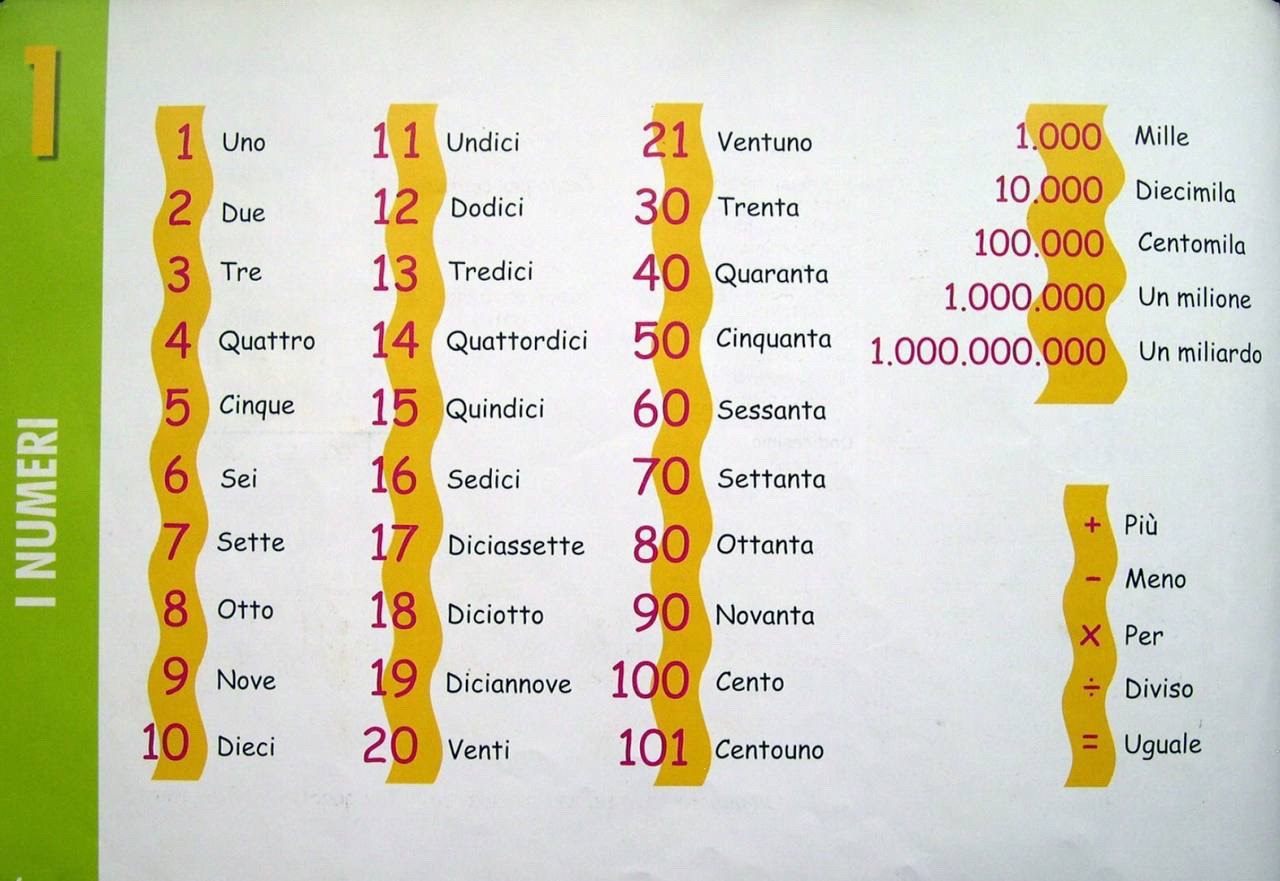 1
I NUMERI
1 Uno
2 Due
3 Tre
4 Quattro
5 Cinque
6 Sei
7 Sette
8 Otto
9 Nove
10 Dieci
11 Undici
12 Dodici
13 Tredici
14 Quattordici
15 Quindici
16 Sedici
17 Diciassette
18 Diciotto
19 Diciannove
20 Venti
21 Ventuno
30 Trenta
40 Quaranta
50 Cinquanta
60 Sessanta
70 Settanta
80 Ottanta
90 Novanta
100 Cento
101 Centouno
1.000 Mille
10.000 Diecimila
100.000 Centomila
1.000.000 Un milione
1.000.000.000 Un miliardo
+ Più
− Meno
× Per
÷ Diviso
= Uguale